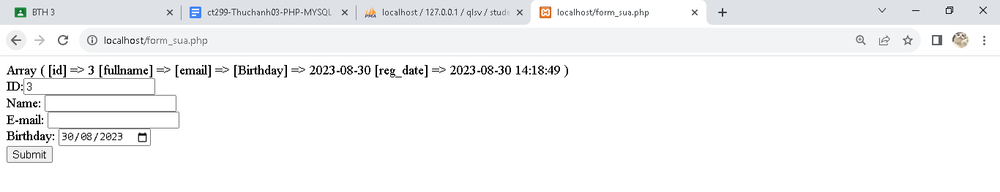 BTH 3
ct299-Thuchanh03-PHP-MYSQL
localhost / 127.0.0.1 / qlsv / stude
localhost/form_sua.php
localhost/form_sua.php
Array ( [id] => 3 [fullname] => [email] => [Birthday] => 2023-08-30 [reg_date] => 2023-08-30 14:18:49 )
ID: 3
Name:
E-mail:
Birthday: 30/08/2023
Submit